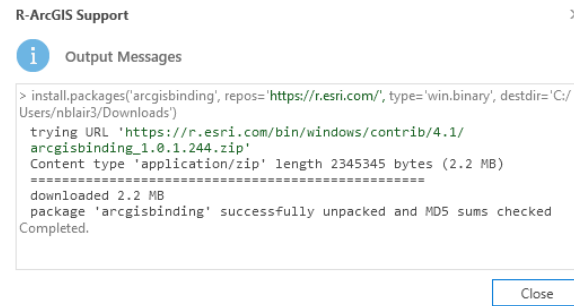 R-ArcGIS Support
Output Messages
> install.packages('arcgisbinding', repos='https://r.esri.com/', type='win.binary', destdir='C:/
Users/nblair3/Downloads')
trying URL 'https://r.esri.com/bin/windows/contrib/4.1/
arcgisbinding_1.0.1.244.zip'
Content type 'application/zip' length 2345345 bytes (2.2 MB)
==================================================
downloaded 2.2 MB
package 'arcgisbinding' successfully unpacked and MD5 sums checked
Completed.
Close